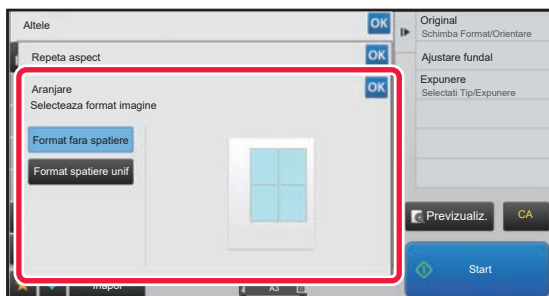 Altele
OK
Repeta aspect
OK
Aranjare
OK
Selecteaza format imagine
Format fara spatiere
Format spatiere unif
Original
Schimba Format/Orientare
Ajustare fundal
Expunere
Selectati Tip/Expunere
Previzualiz.
CA
Start
Inapoi
A3